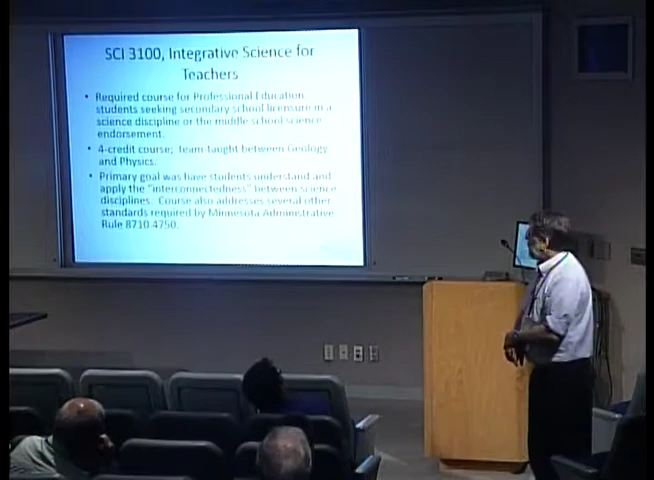 SCI 3100, Integrative Science for
Teachers
• Required course for Professional Education
students seeking secondary school licensure in a
science discipline or the middle school science
endorsement.
• 4-credit course; team-taught between Geology
and Physics.
• Primary goal was have students understand and
apply the "interconnectedness" between science
disciplines. Course also addresses several other
standards required by Minnesota Administrative
Rule 8710.4750.